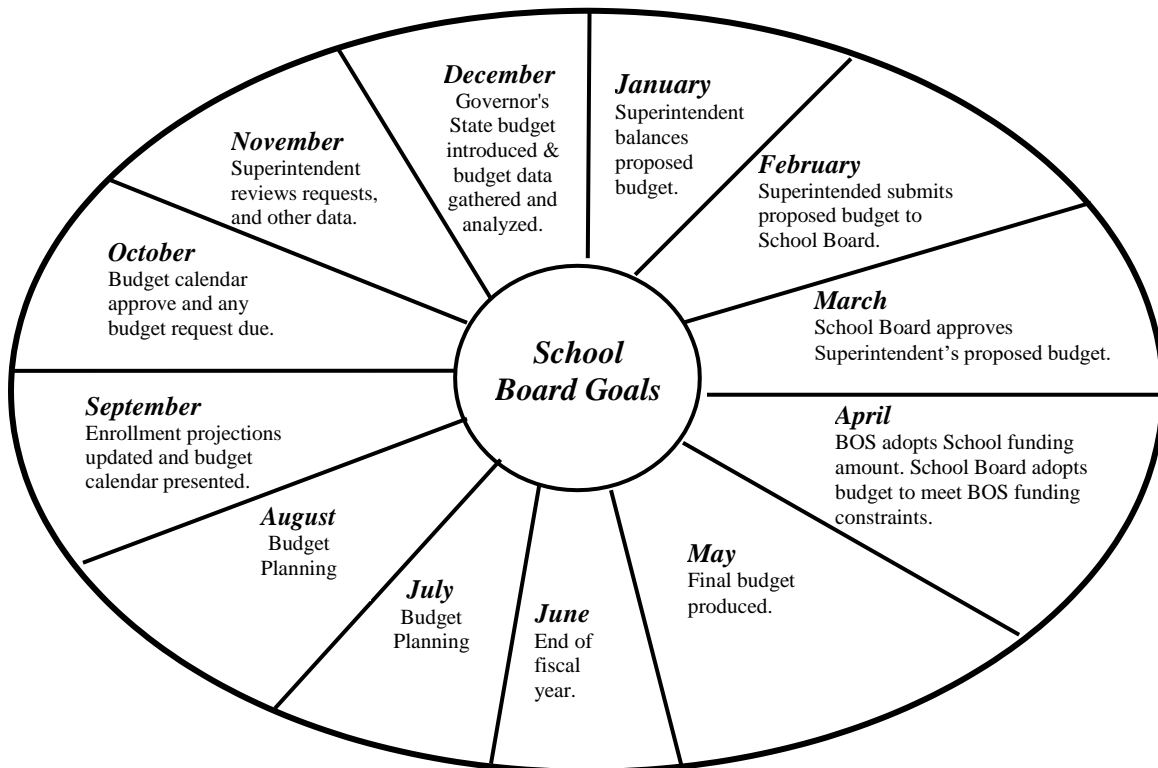 December
Governor's
State budget
introduced &
budget data
gathered and
analyzed.
January
Superintendent
balances
proposed
budget.
February
Superintended submits
proposed budget to
School Board.
March
School Board approves
Superintendent’s proposed budget.
April
BOS adopts School funding
amount. School Board adopts
budget to meet BOS funding
constraints.
May
Final budget
produced.
June
End of
fiscal
year.
July
Budget
Planning
August
Budget
Planning
September
Enrollment projections
updated and budget
calendar presented.
October
Budget calendar
approve and any
budget request due.
November
Superintendent
reviews requests,
and other data.
School
Board Goals